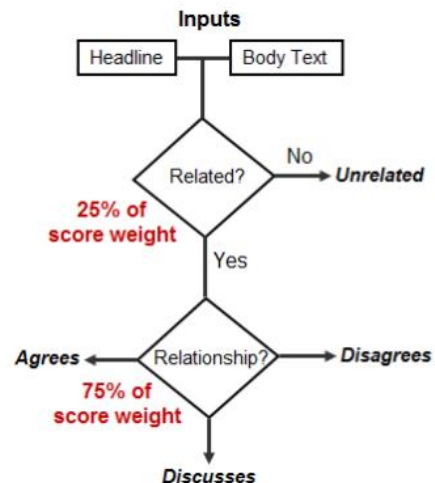 Inputs
Headline
Body Text
Related?
No
Unrelated
25% of
score weight
Yes
Agrees
Relationship?
Disagrees
75% of
score weight
Discusses